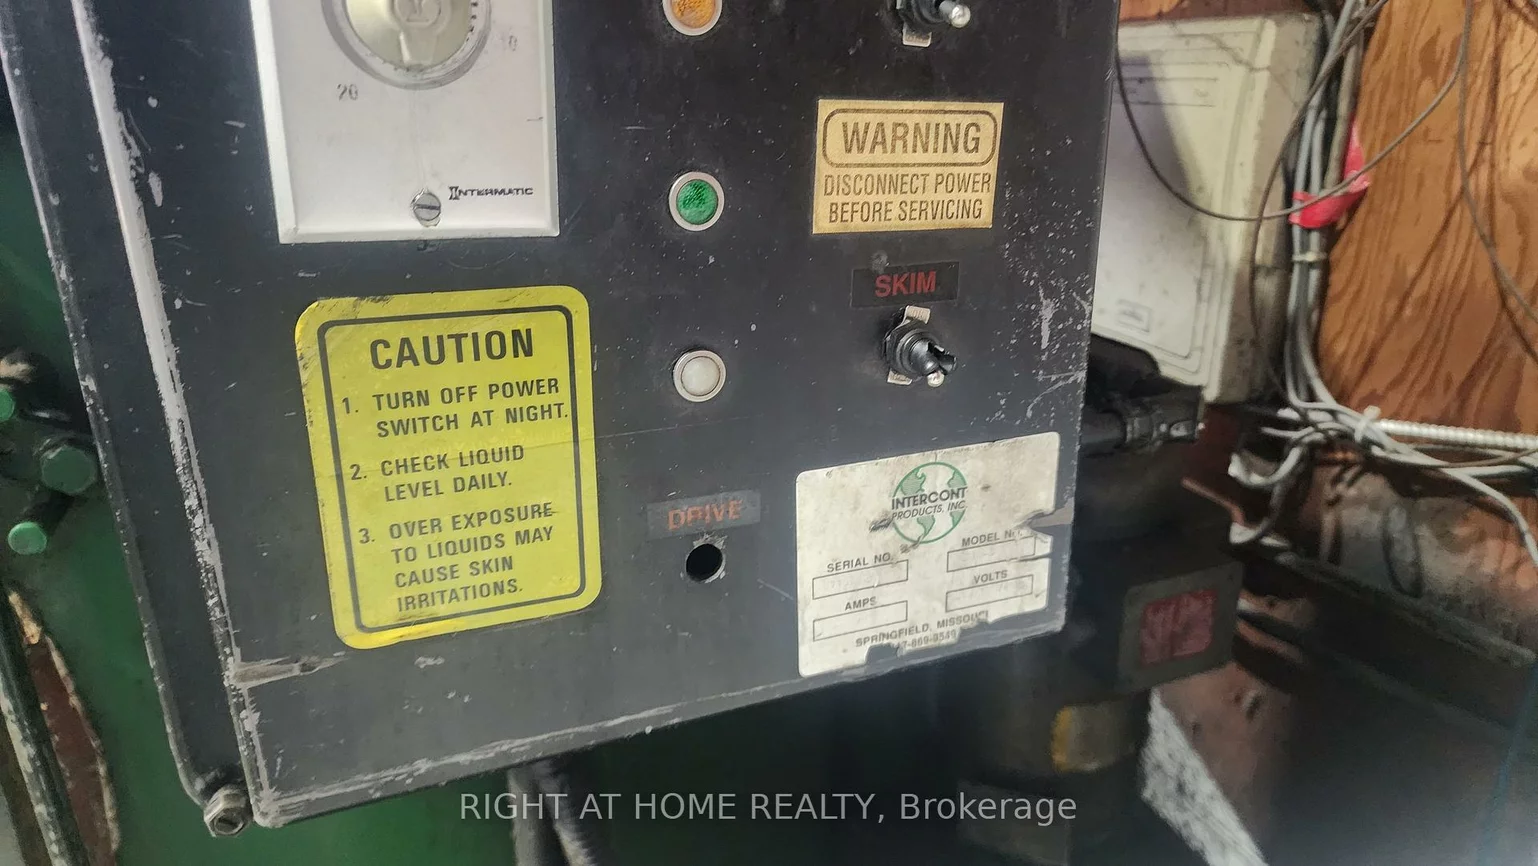 10
20
INTERMATIC
WARNING
DISCONNECT POWER
BEFORE SERVICING
SKIM
CAUTION
1. TURN OFF POWER
SWITCH AT NIGHT.
2. CHECK LIQUID
LEVEL DAILY.
3. OVER EXPOSURE
TO LIQUIDS MAY
CAUSE SKIN
IRRITATIONS.
DRIVE
INTERCONT
PRODUCTS, INC
SERIAL NO.
MODEL
AMPS
VOLTS
SPRINGFIELD, MISSOURI
RIGHT AT HOME REALTY, Brokerage